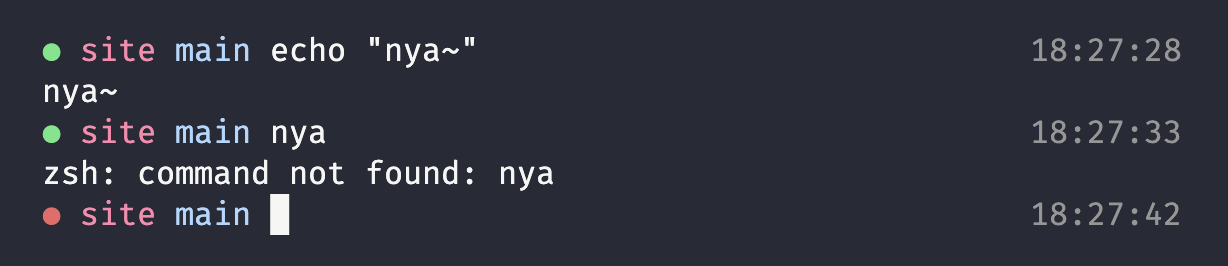 ● site main echo "nya~" 18:27:28
nya~
● site main nya 18:27:33
zsh: command not found: nya
● site main 18:27:42